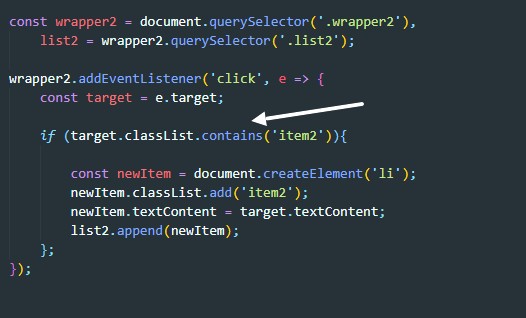 const wrapper2 = document.querySelector('.wrapper2'),
    list2 = wrapper2.querySelector('.list2');
wrapper2.addEventListener('click', e => {
    const target = e.target;
    if (target.classList.contains('item2')){
        const newItem = document.createElement('li');
        newItem.classList.add('item2');
        newItem.textContent = target.textContent;
        list2.append(newItem);
    };
});